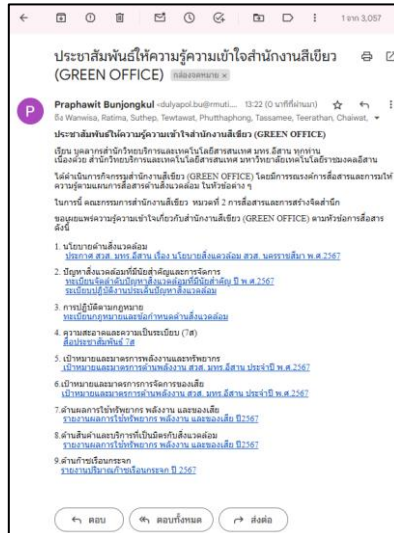 1 จาก 3,057
ประชาสัมพันธ์ให้ความรู้ความเข้าใจสำนักงานสีเขียว
(GREEN OFFICE) กล่องจดหมาย ×
P
Praphawit Bunjongkul <dulyapol.bu@rmuti.... 13:22 (0 นาทีที่ผ่านมา)
ถึง Wanwisa, Ratima, Suthep, Tewtawat, Phutthaphong, Tassamee, Teerathan, Chaiwat,
ประชาสัมพันธ์ให้ความรู้ความเข้าใจสำนักงานสีเขียว (GREEN OFFICE)
เรียน บุคลากรสำนักวิทยบริการและเทคโนโลยีสารสนเทศ มทร.อีสาน ทุกท่าน
เนื่องด้วย สำนักวิทยบริการและเทคโนโลยีสารสนเทศ มหาวิทยาลัยเทคโนโลยีราชมงคลอีสาน
ได้ดำเนินการกิจกรรมสำนักงานสีเขียว (GREEN OFFICE) โดยมีการรณรงค์การสื่อสารและการให้
ความรู้ตามแผนการสื่อสารด้านสิ่งแวดล้อม ในหัวข้อต่าง ๆ
ในการนี้ คณะกรรมการสำนักงานสีเขียว หมวดที่ 2 การสื่อสารและการสร้างจิตสำนึก
ขอเผยแพร่ความรู้ความเข้าใจเกี่ยวกับสำนักงานสีเขียว (GREEN OFFICE) ตามหัวข้อการสื่อสาร
ดังนี้
1. นโยบายด้านสิ่งแวดล้อม
ประกาศ สวส. มทร.อีสาน เรื่อง นโยบายสิ่งแวดล้อม สวส. นครราชสีมา พ.ศ.2567
2. ปัญหาสิ่งแวดล้อมที่มีนัยสำคัญและการจัดการ
ทะเบียนจัดลำดับปัญหาสิ่งแวดล้อมที่มีนัยสำคัญ ปี พ.ศ.2567
ระเบียบปฏิบัติงานประเด็นปัญหาสิ่งแวดล้อม
3. การปฏิบัติตามกฎหมาย
ทะเบียนกฎหมายและข้อกำหนดด้านสิ่งแวดล้อม
4. ความสะอาดและความเป็นระเบียบ (7ส)
สื่อประชาสัมพันธ์ 7ส
5. เป้าหมายและมาตรการพลังงานและทรัพยากร
เป้าหมายและมาตรการด้านพลังงาน สวส. มทร.อีสาน ประจำปี พ.ศ.2567
6.เป้าหมายและมาตรการการจัดการของเสีย
เป้าหมายและมาตรการด้านพลังงาน สวส. มทร.อีสาน ประจำปี พ.ศ.2567
7.ด้านผลการใช้ทรัพยากร พลังงาน และของเสีย
รายงานผลการใช้ทรัพยากร พลังงาน และของเสีย ปี2567
8.ด้านสินค้าและบริการที่เป็นมิตรกับสิ่งแวดล้อม
รายงานผลการใช้ทรัพยากร พลังงาน และของเสีย ปี2567
9.ด้านก๊าซเรือนกระจก
รายงานปริมาณก๊าซเรือนกระจก ปี 2567
ตอบ ตอบทั้งหมด ส่งต่อ